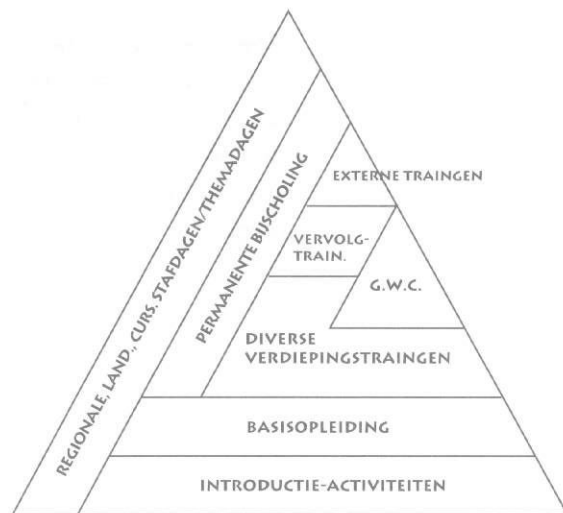 REGIONALE, LAND., CURS. STAFDAGEN/THEMADAGEN
PERMANENTE BIJSCHOLING
EXTERNE TRAINGEN
VERVOLG-
TRAIN.
G.W.C.
DIVERSE
VERDIEPINGSTRAINGEN
BASISOPLEIDING
INTRODUCTIE-ACTIVITEITEN